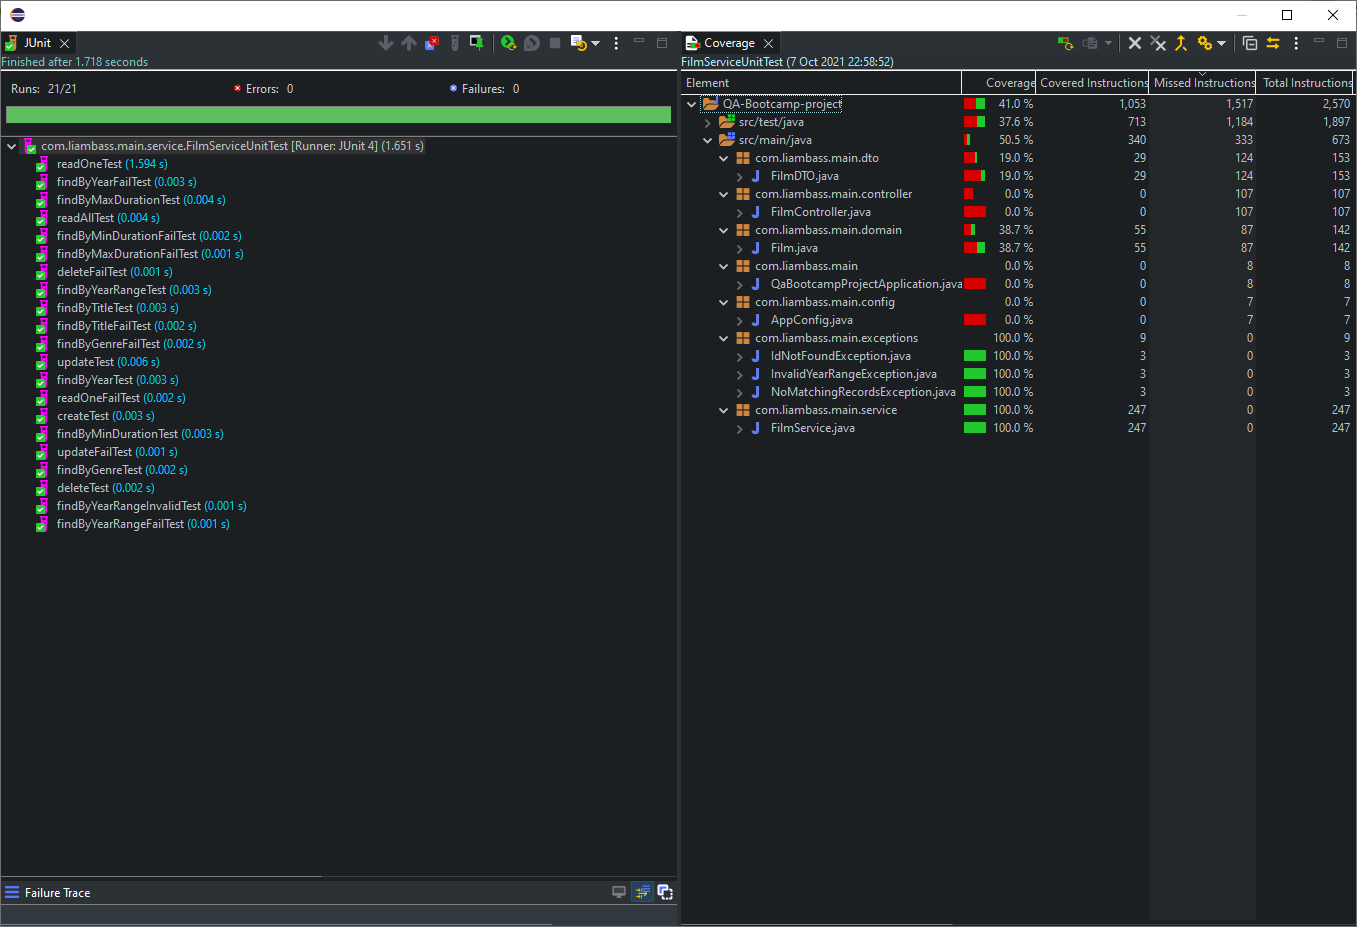 JUnit
Finished after 1.718 seconds
Runs: 21/21 Errors: 0 Failures: 0
com.liambass.main.service.FilmServiceUnitTest [Runner: JUnit 4] (1.651 s)
readOneTest (1.594 s)
findByYearFailTest (0.003 s)
findByMaxDurationTest (0.004 s)
readAllTest (0.004 s)
findByMinDurationFailTest (0.002 s)
findByMaxDurationFailTest (0.001 s)
deleteFailTest (0.001 s)
findByYearRangeTest (0.003 s)
findByTitleTest (0.003 s)
findByTitleFailTest (0.002 s)
findByGenreFailTest (0.002 s)
updateTest (0.006 s)
findByYearTest (0.003 s)
readOneFailTest (0.002 s)
createTest (0.003 s)
findByMinDurationTest (0.003 s)
updateFailTest (0.001 s)
findByGenreTest (0.002 s)
deleteTest (0.002 s)
findByYearRangeInvalidTest (0.001 s)
findByYearRangeFailTest (0.001 s)
Failure Trace
Coverage
FilmServiceUnitTest (7 Oct 2021 22:58:52)
Element Coverage Covered Instructions Missed Instructions Total Instructions
QA-Bootcamp-project 41.0 % 1,053 1,517 2,570
src/test/java 37.6 % 713 1,184 1,897
src/main/java 50.5 % 340 333 673
com.liambass.main.dto 19.0 % 29 124 153
FilmDTO.java 19.0 % 29 124 153
com.liambass.main.controller 0.0 % 0 107 107
FilmController.java 0.0 % 0 107 107
com.liambass.main.domain 38.7 % 55 87 142
Film.java 38.7 % 55 87 142
com.liambass.main 0.0 % 0 8 8
QaBootcampProjectApplication.java 0.0 % 0 8 8
com.liambass.main.config 0.0 % 0 7 7
AppConfig.java 0.0 % 0 7 7
com.liambass.main.exceptions 100.0 % 9 0 9
IdNotFoundException.java 100.0 % 3 0 3
InvalidYearRangeException.java 100.0 % 3 0 3
NoMatchingRecordsException.java 100.0 % 3 0 3
com.liambass.main.service 100.0 % 247 0 247
FilmService.java 100.0 % 247 0 247